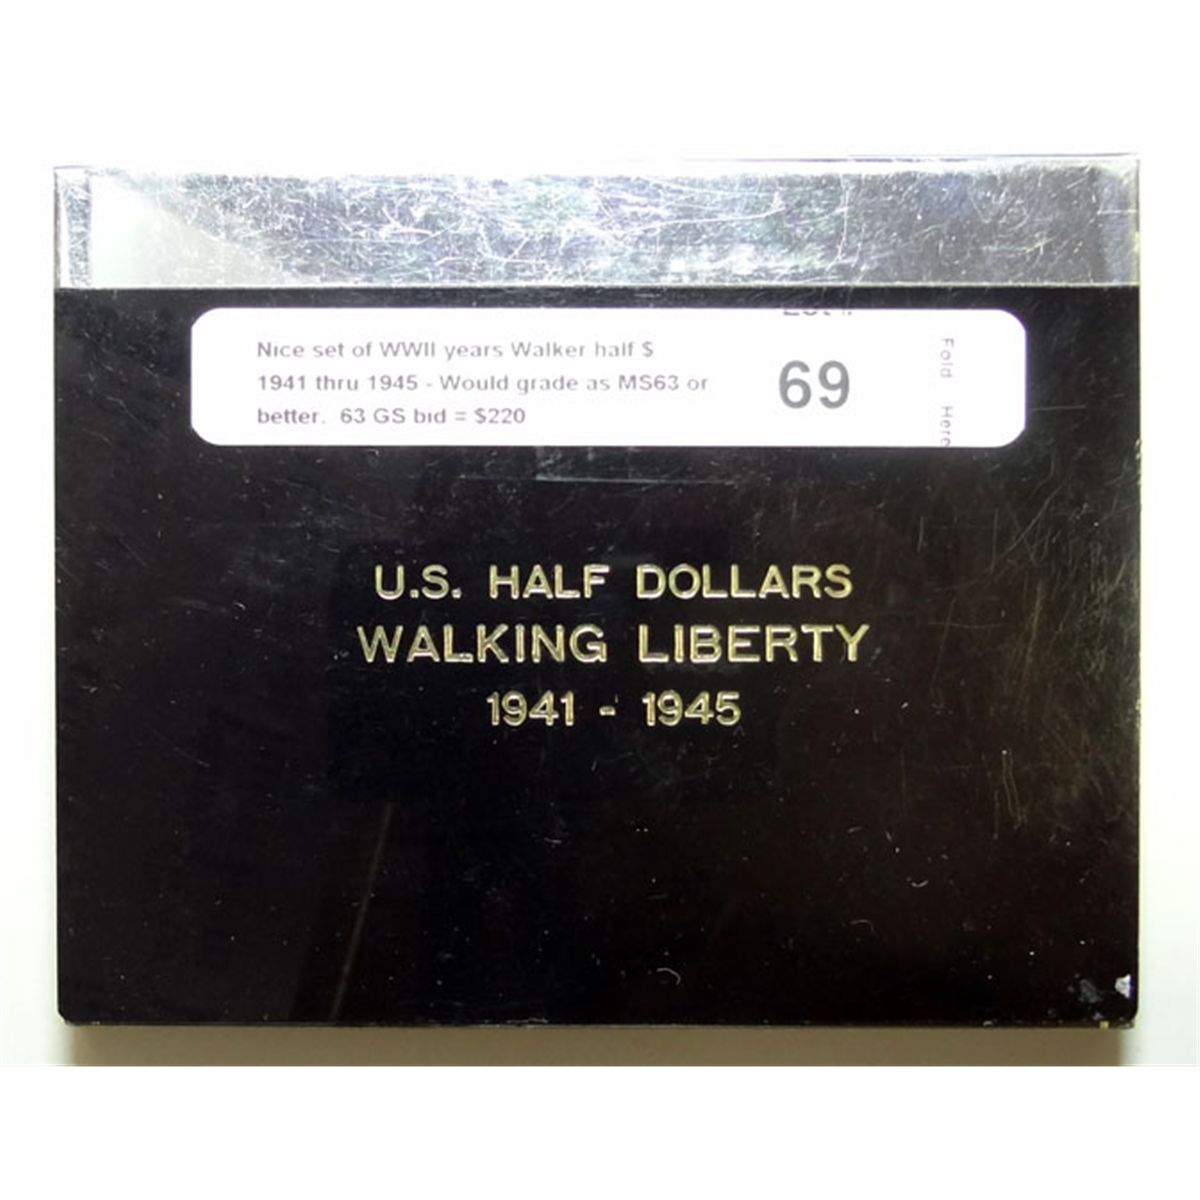 Nice set of WWII years Walker half $
1941 thru 1945 - Would grade as MS63 or
better. 63 GS bid = $220
69
Fold Here
U.S. HALF DOLLARS
WALKING LIBERTY
1941 - 1945